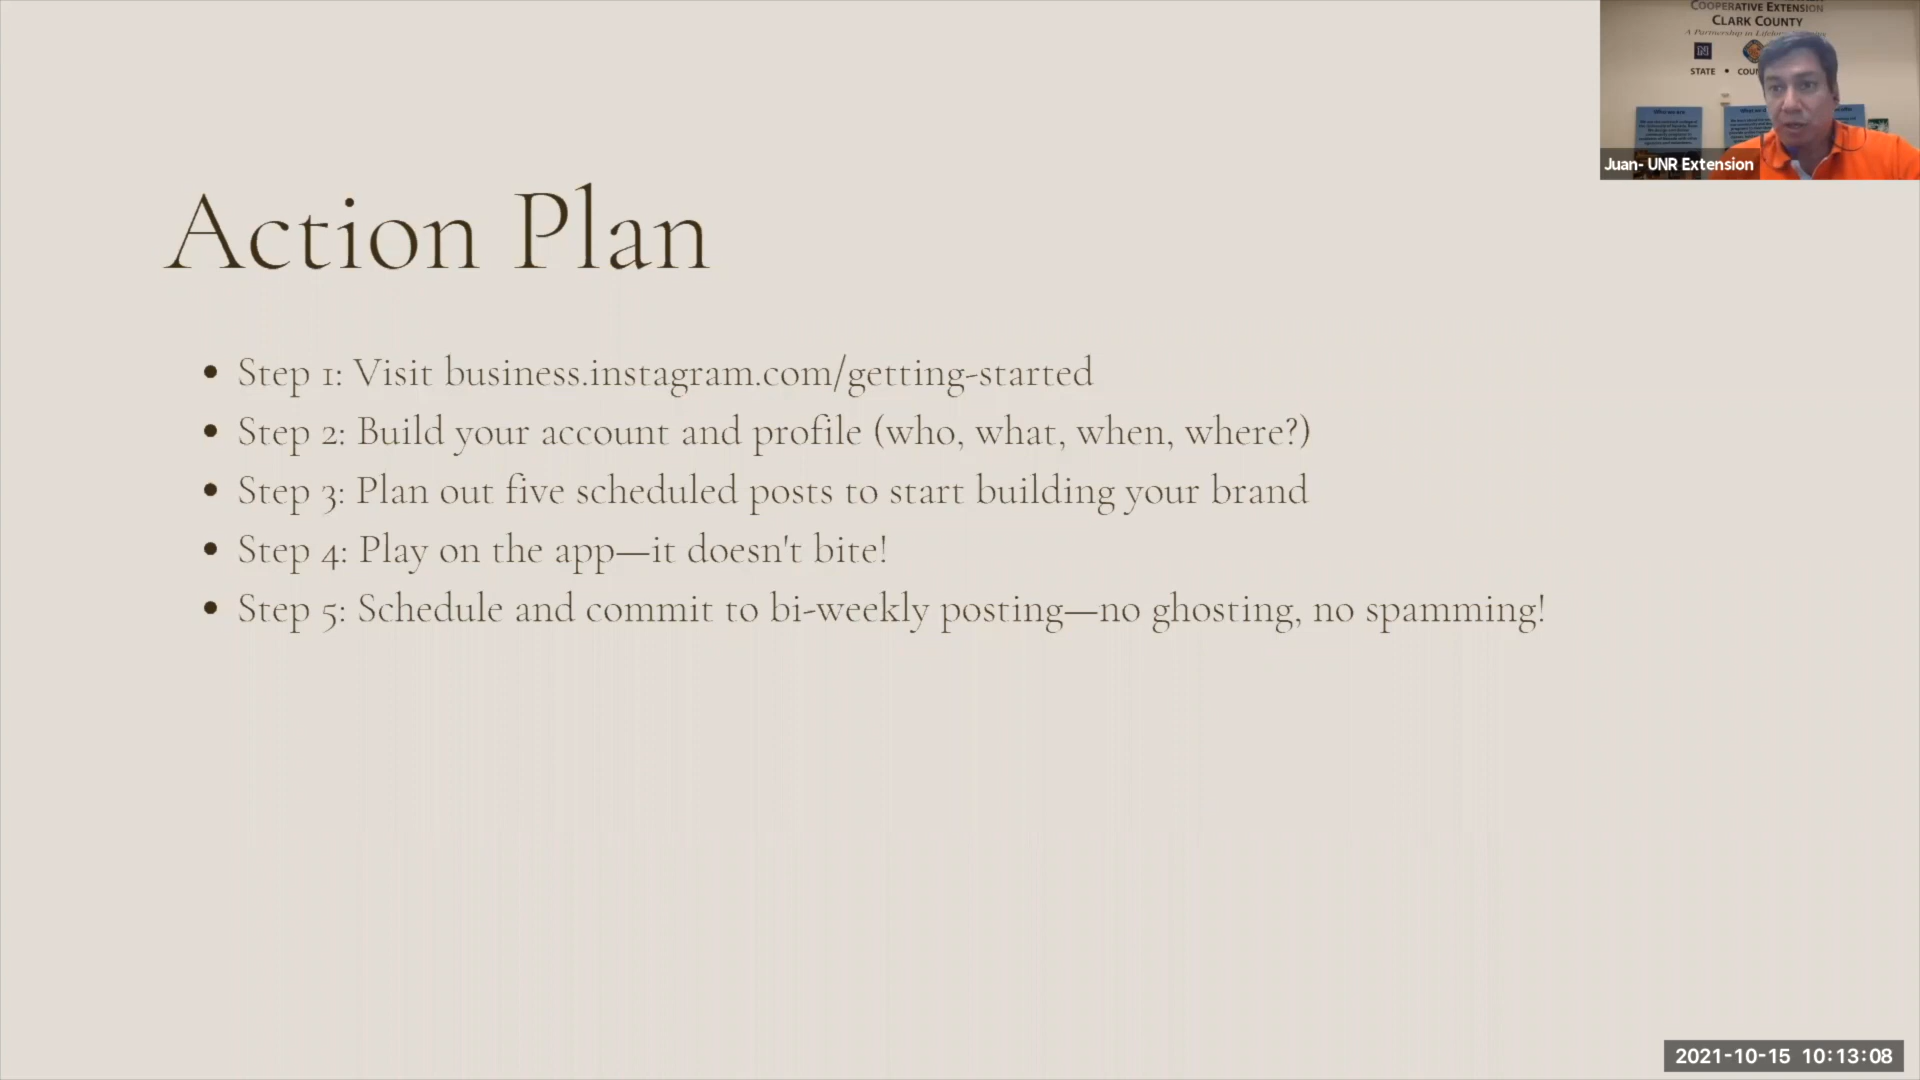 Action Plan
Step 1: Visit business.instagram.com/getting-started
Step 2: Build your account and profile (who, what, when, where?)
Step 3: Plan out five scheduled posts to start building your brand
Step 4: Play on the app—it doesn't bite!
Step 5: Schedule and commit to bi-weekly posting—no ghosting, no spamming!
COOPERATIVE EXTENSION
CLARK COUNTY
A Partnership in
STATE •
Juan- UNR Extension
2021-10-15 10:13:08